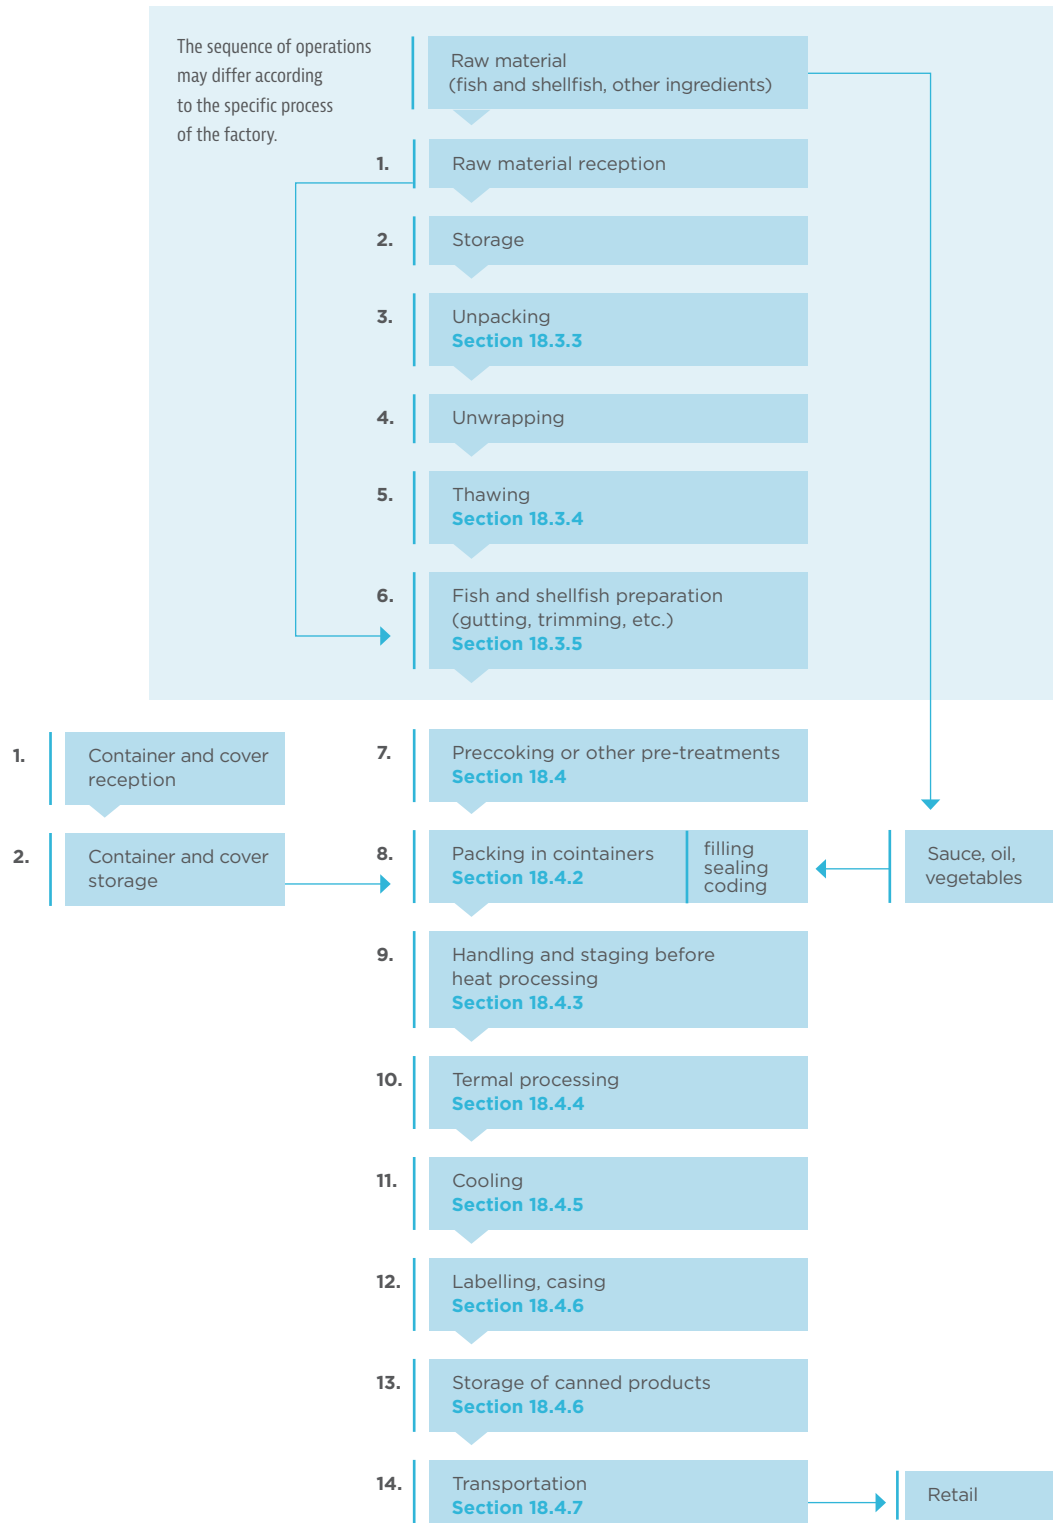 The sequence of operations
may differ according
to the specific process
of the factory.
Raw material
(fish and shellfish, other ingredients)
1.
Raw material reception
2.
Storage
3.
Unpacking
Section 18.3.3
4.
Unwrapping
5.
Thawing
Section 18.3.4
6.
Fish and shellfish preparation
(gutting, trimming, etc.)
Section 18.3.5
1.
Container and cover
reception
2.
Container and cover
storage
7.
Preccoking or other pre-treatments
Section 18.4
8.
Packing in cointainers
Section 18.4.2
filling
sealing
coding
Sauce, oil,
vegetables
9.
Handling and staging before
heat processing
Section 18.4.3
10.
Termal processing
Section 18.4.4
11.
Cooling
Section 18.4.5
12.
Labelling, casing
Section 18.4.6
13.
Storage of canned products
Section 18.4.6
14.
Transportation
Section 18.4.7
Retail